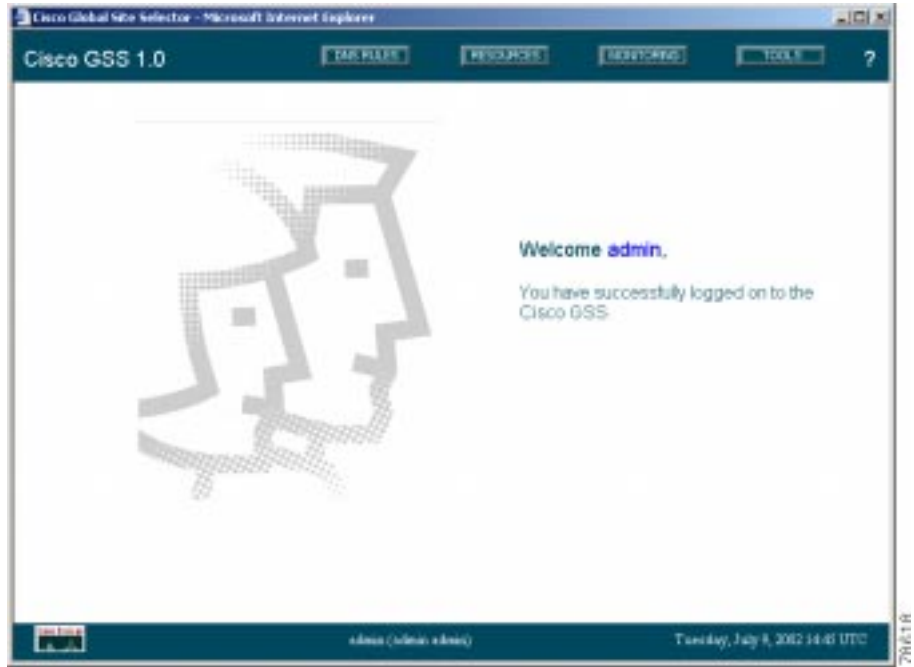 Cisco Global Site Selector - Microsoft Internet Explorer
Cisco GSS 1.0
DNS RULES
RESOURCES
MONITORING
TOOLS
?
Welcome admin,
You have successfully logged on to the
Cisco GSS
admin (admin admin)
Tuesday, July 9, 2002 14:45 UTC
78618